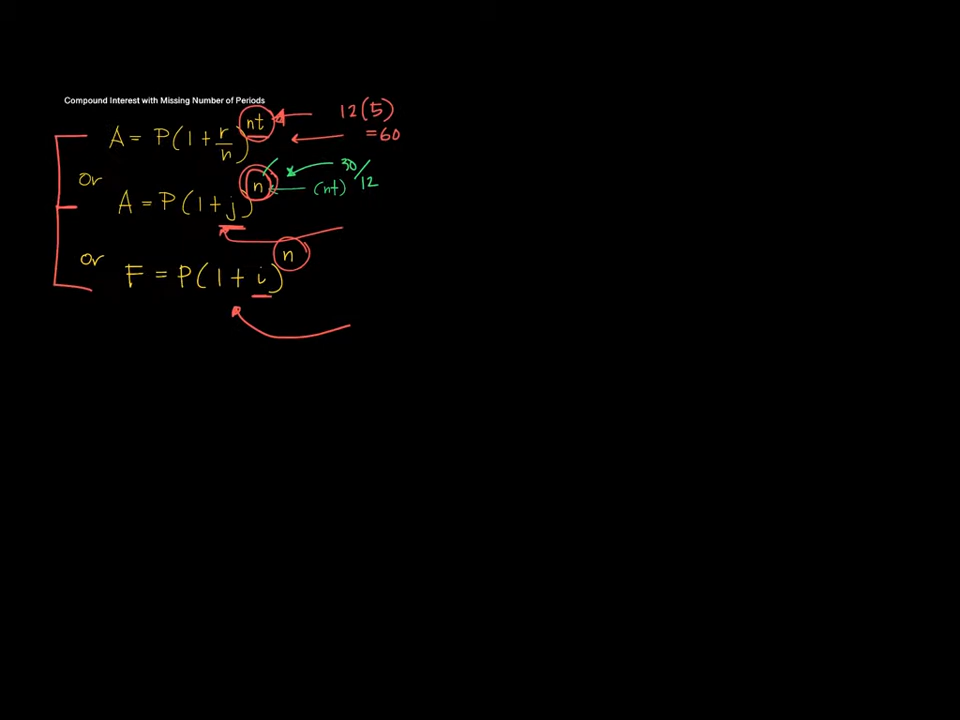 Compound Interest with Missing Number of Periods
A = P(1 + r/n)^nt
12(5)
= 60
or
A = P(1 + j)^n
30/12
(nt)
or
F = P(1 + i)^n